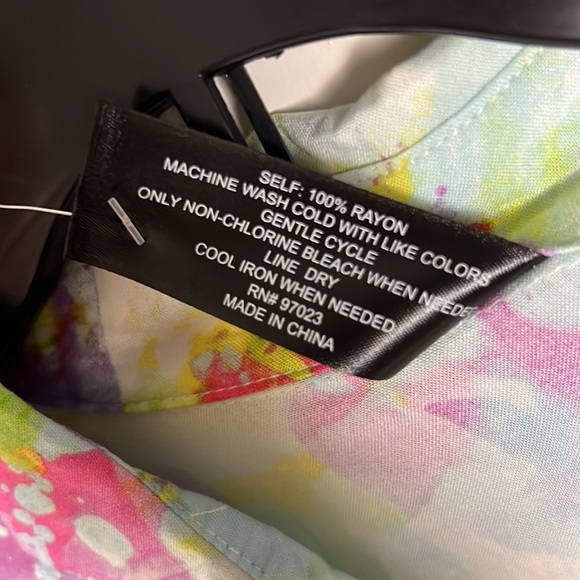 SELF: 100% RAYON
MACHINE WASH COLD WITH LIKE COLORS
GENTLE CYCLE
ONLY NON-CHLORINE BLEACH WHEN NEEDED
LINE DRY
COOL IRON WHEN NEEDED
RN# 97023
MADE IN CHINA